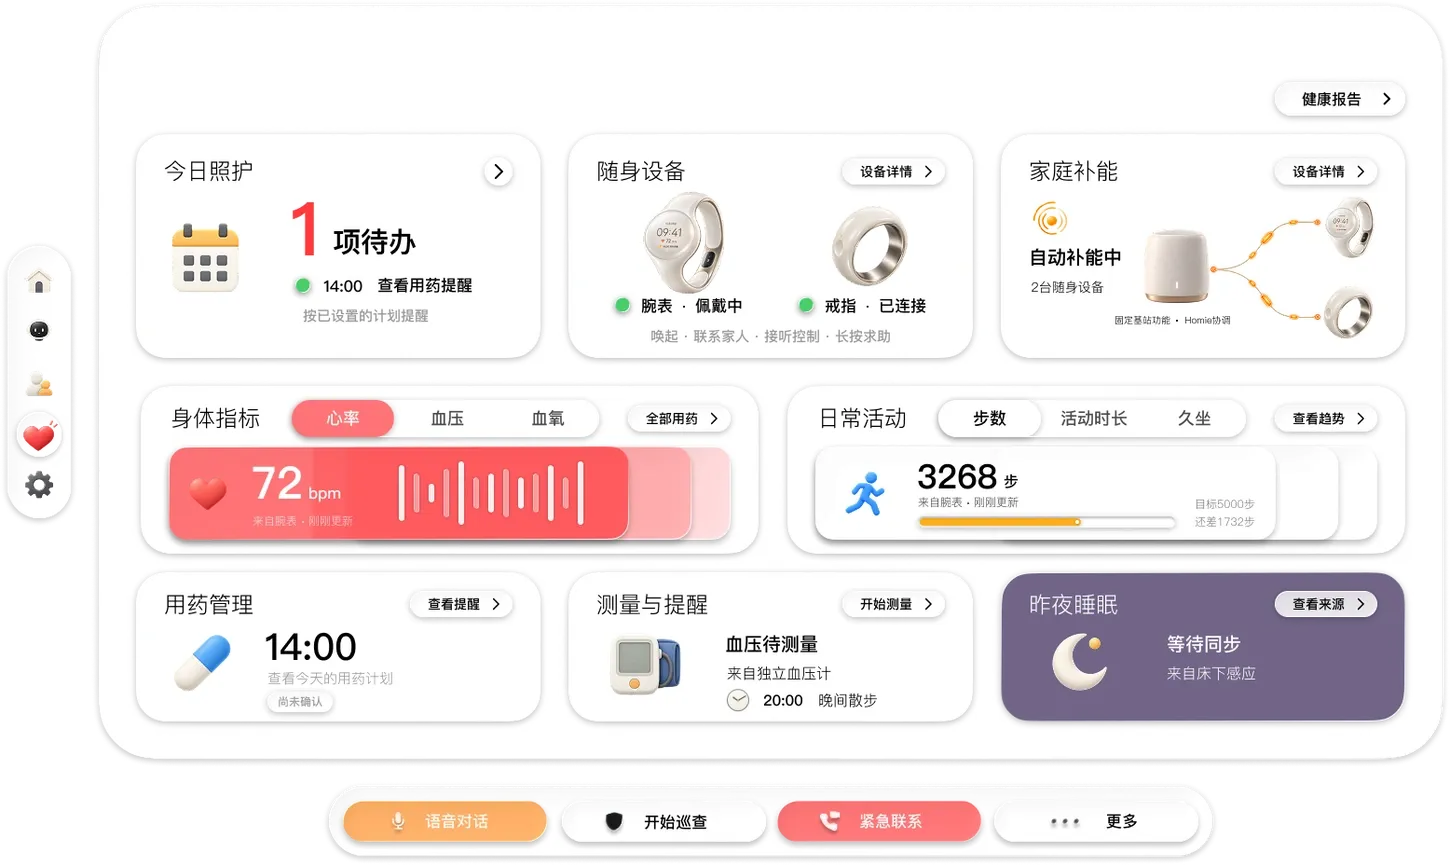 健康报告
今日照护
1 项待办
14:00 查看用药提醒
按已设置的计划提醒
随身设备
设备详情
09:41
72
腕表 · 佩戴中
戒指 · 已连接
唤起 · 联系家人 · 接听控制 · 长按求助
家庭补能
设备详情
自动补能中
2台随身设备
固定基站功能 · Homie协调
09:41
身体指标
心率
血压
血氧
全部用药
72 bpm
来自腕表 · 刚刚更新
日常活动
步数
活动时长
久坐
查看趋势
3268 步
来自腕表 · 刚刚更新
目标5000步
还差1732步
用药管理
查看提醒
14:00
查看今天的用药计划
尚未确认
测量与提醒
开始测量
血压待测量
来自独立血压计
20:00 晚间散步
昨夜睡眠
查看来源
等待同步
来自床下感应
语音对话
开始巡查
紧急联系
更多